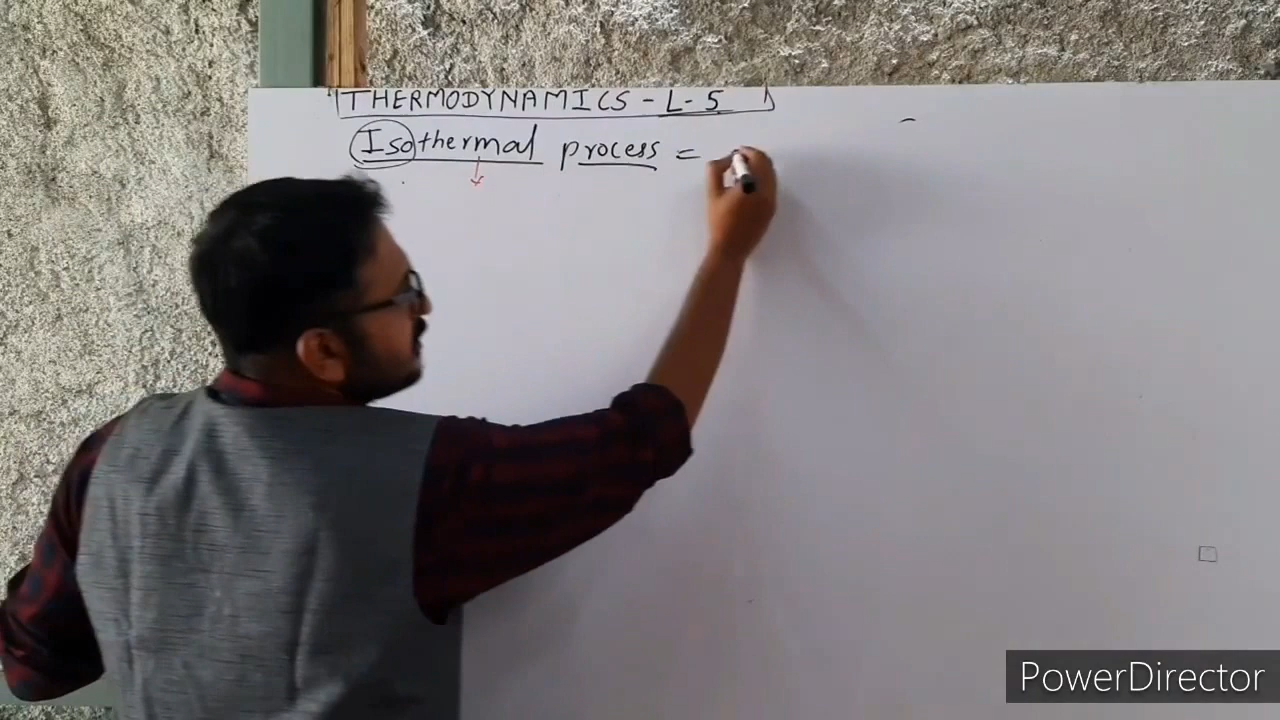 THERMODYNAMICS - L-5
Isothermal process =
PowerDirector